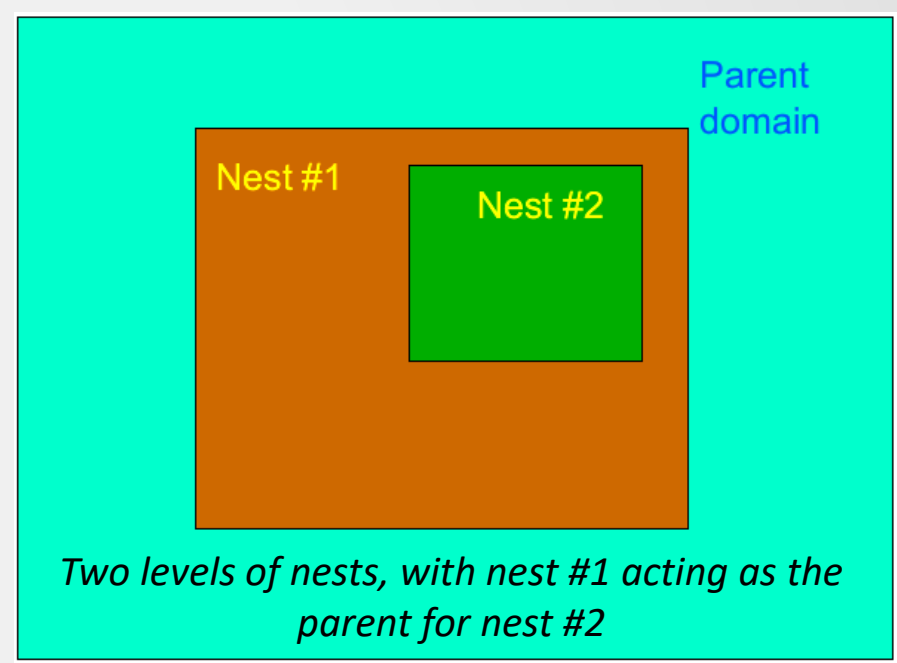 Parent
domain
Nest #1
Nest #2
Two levels of nests, with nest #1 acting as the
parent for nest #2